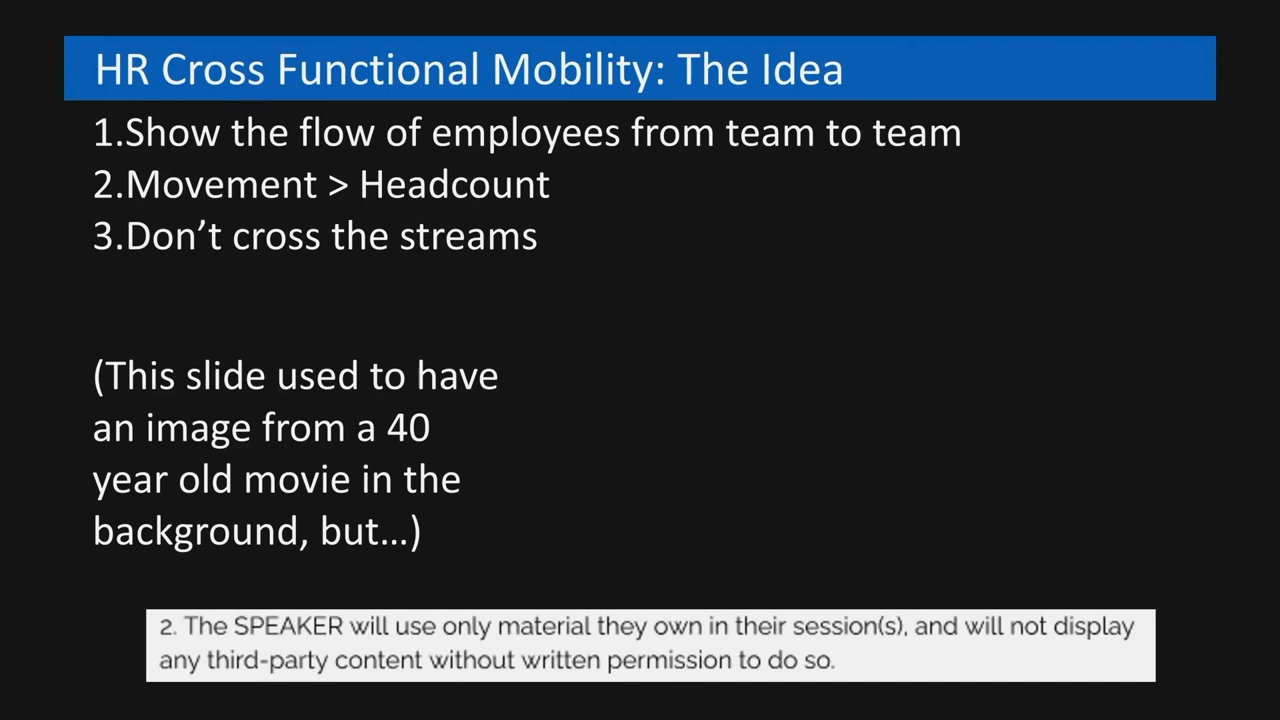 HR Cross Functional Mobility: The Idea
1.Show the flow of employees from team to team
2.Movement > Headcount
3.Don’t cross the streams
(This slide used to have
an image from a 40
year old movie in the
background, but…)
2. The SPEAKER will use only material they own in their session(s), and will not display
any third-party content without written permission to do so.